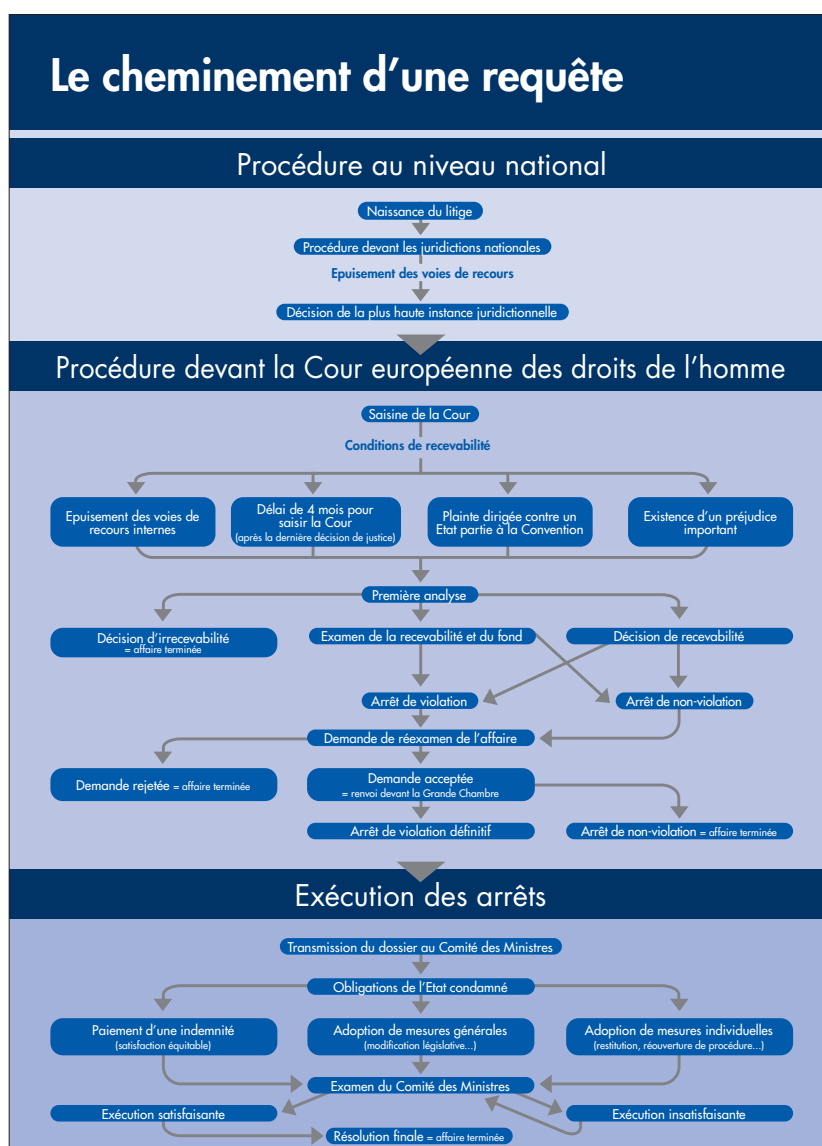 Le cheminement d'une requête
Procédure au niveau national
Naissance du litige
Procédure devant les juridictions nationales
Epuisement des voies de recours
Décision de la plus haute instance juridictionnelle
Procédure devant la Cour européenne des droits de l'homme
Saisine de la Cour
Conditions de recevabilité
Epuisement des voies de
recours internes
Délai de 4 mois pour
saisir la Cour
(après la dernière décision de justice)
Plainte dirigée contre un
Etat partie à la Convention
Existence d'un préjudice
important
Première analyse
Décision d'irrecevabilité
= affaire terminée
Examen de la recevabilité et du fond
Décision de recevabilité
Arrêt de violation
Arrêt de non-violation
Demande de réexamen de l'affaire
Demande rejetée = affaire terminée
Demande acceptée
= renvoi devant la Grande Chambre
Arrêt de violation définitif
Arrêt de non-violation = affaire terminée
Exécution des arrêts
Transmission du dossier au Comité des Ministres
Obligations de l'Etat condamné
Paiement d'une indemnité
(satisfaction équitable)
Adoption de mesures générales
(modification législative...)
Adoption de mesures individuelles
(restitution, réouverture de procédure...)
Examen du Comité des Ministres
Exécution satisfaisante
Exécution insatisfaisante
Résolution finale = affaire terminée